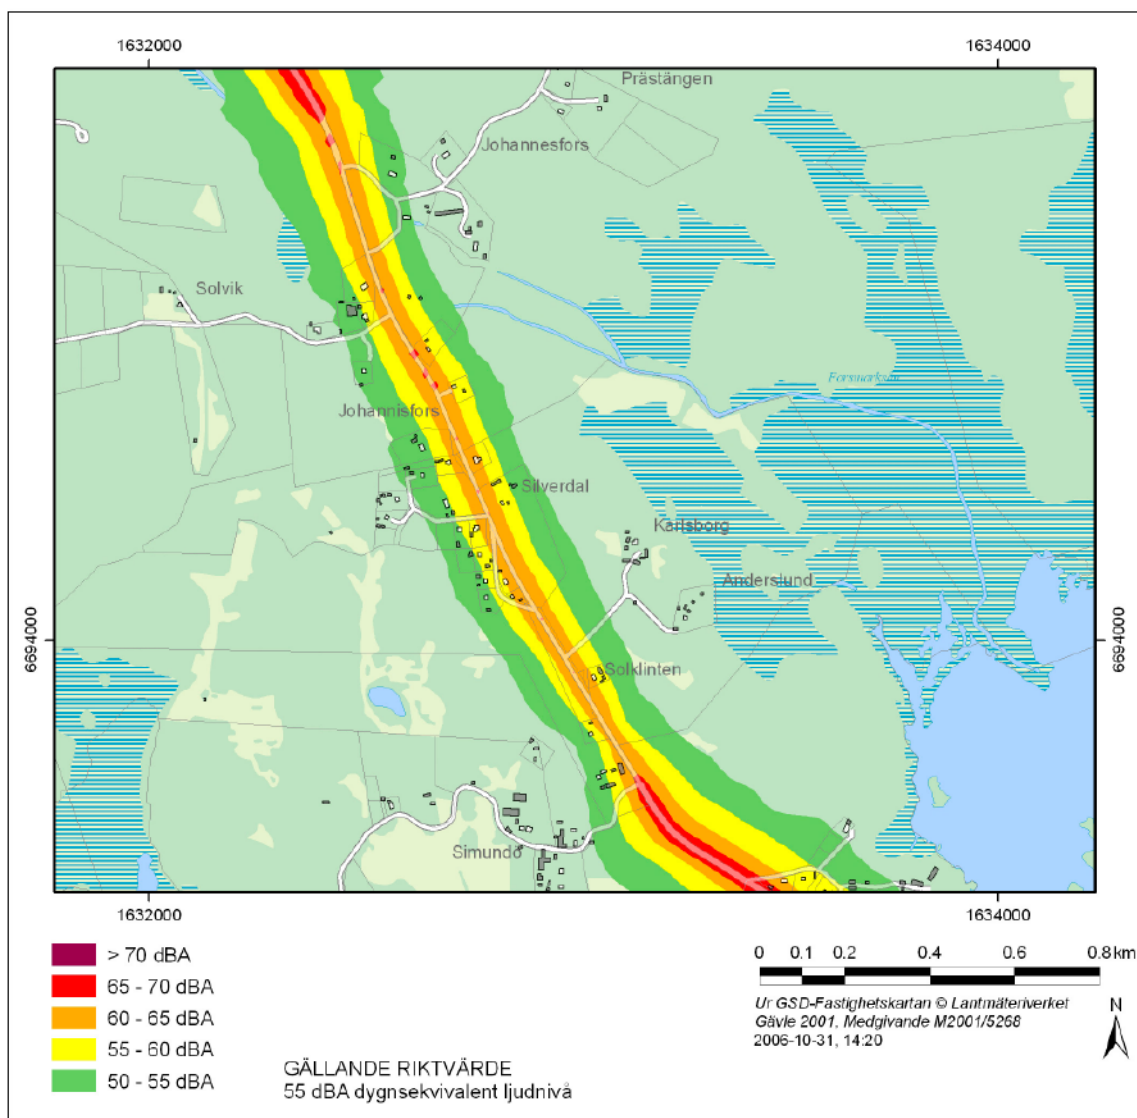 1632000 1634000
Prästängen
Johannesfors
Solvik
Forsmarksån
Johannisfors
Silverdal
Karlsborg
Anderslund
6694000 6694000
Solklinten
Simundö
1632000 1634000
> 70 dBA
65 - 70 dBA
60 - 65 dBA
55 - 60 dBA
50 - 55 dBA
GÄLLANDE RIKTVÄRDE
55 dBA dygnsekvivalent ljudnivå
0 0.1 0.2 0.4 0.6 0.8 km
Ur GSD-Fastighetskartan © Lantmäteriverket
Gävle 2001, Medgivande M2001/5268
2006-10-31, 14:20
N